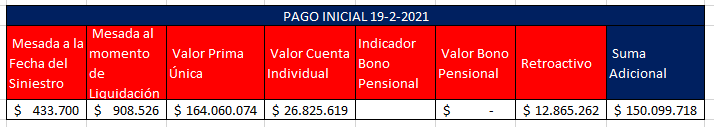 PAGO INICIAL 19-2-2021
Mesada a la
Fecha del
Siniestro
Mesada al
momento
de
Liquidación
Valor Prima
Única
Valor Cuenta
Individual
Indicador
Bono
Pensional
Valor Bono
Pensional
Retroactivo
Suma
Adicional
$ 433.700
$ 908.526
$ 164.060.074
$ 26.825.619
$ -
$ 12.865.262
$ 150.099.718